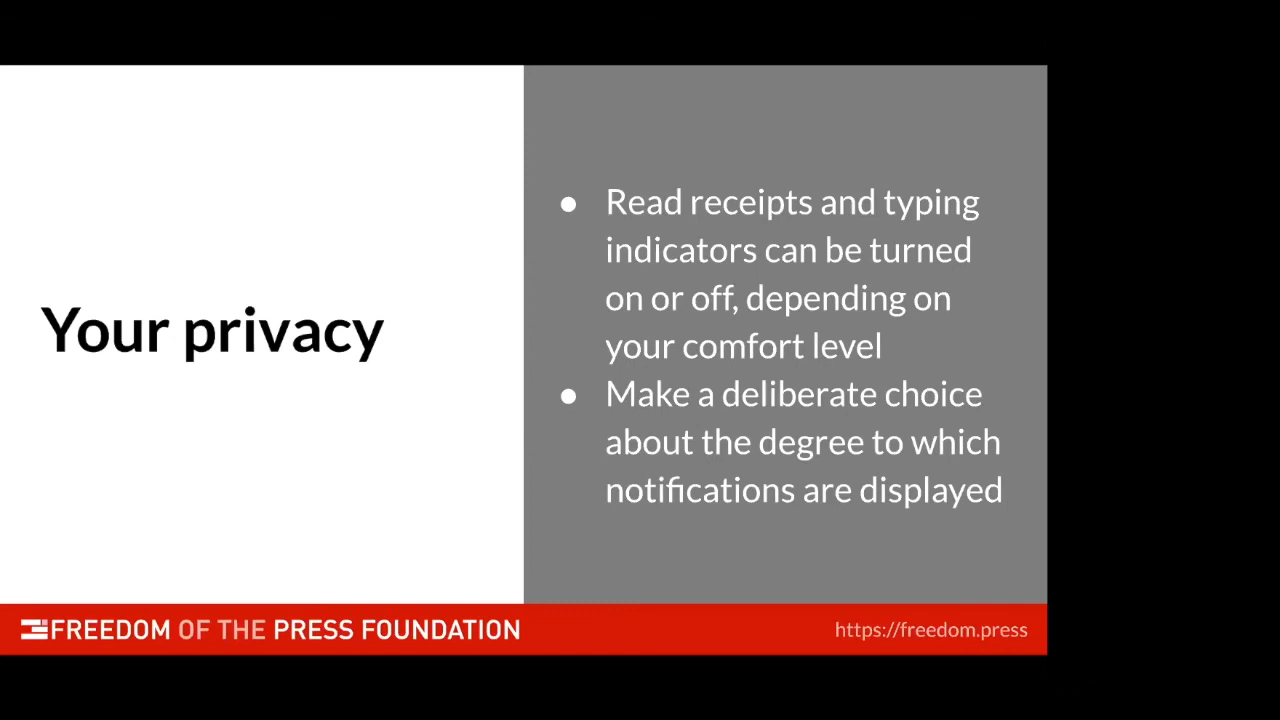 Your privacy
● Read receipts and typing
indicators can be turned
on or off, depending on
your comfort level
● Make a deliberate choice
about the degree to which
notifications are displayed
FREEDOM OF THE PRESS FOUNDATION
https://freedom.press